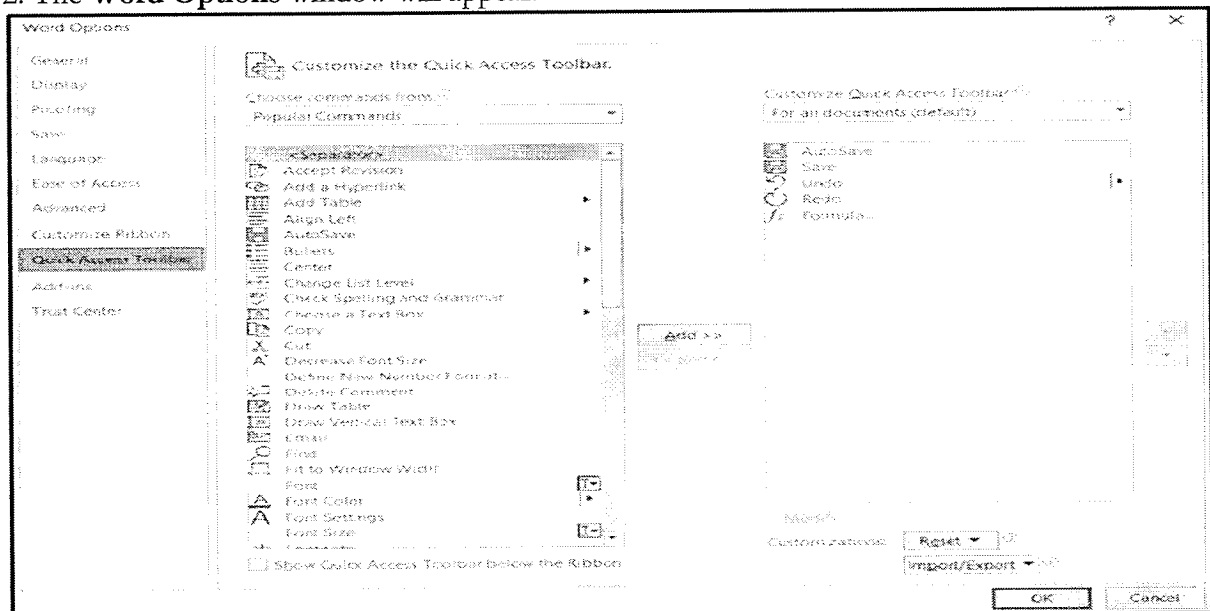 2. The Word Options window will appear.
Word Options
?
×
General
Display
Proofing
Save
Language
Ease of Access
Advanced
Customize Ribbon
Quick Access Toolbar
Add-ins
Trust Center
Customize the Quick Access Toolbar.
Choose commands from:
Popular Commands
<Separator>
Accept Revision
Add a Hyperlink
Add Table
Align Left
AutoSave
Bullets
Center
Change List Level
Check Spelling and Grammar
Choose a Text Box
Copy
Cut
Decrease Font Size
Define New Number Format...
Delete Comment
Draw Table
Draw Vertical Text Box
Email
Find
Fit to Window Width
Font
Font Color
Font Settings
Font Size
Show Quick Access Toolbar below the Ribbon
Add >>
Customize Quick Access Toolbar:
For all documents (default)
AutoSave
Save
Undo
Redo
Formula...
Modify...
Customizations:
Reset
Import/Export
OK
Cancel